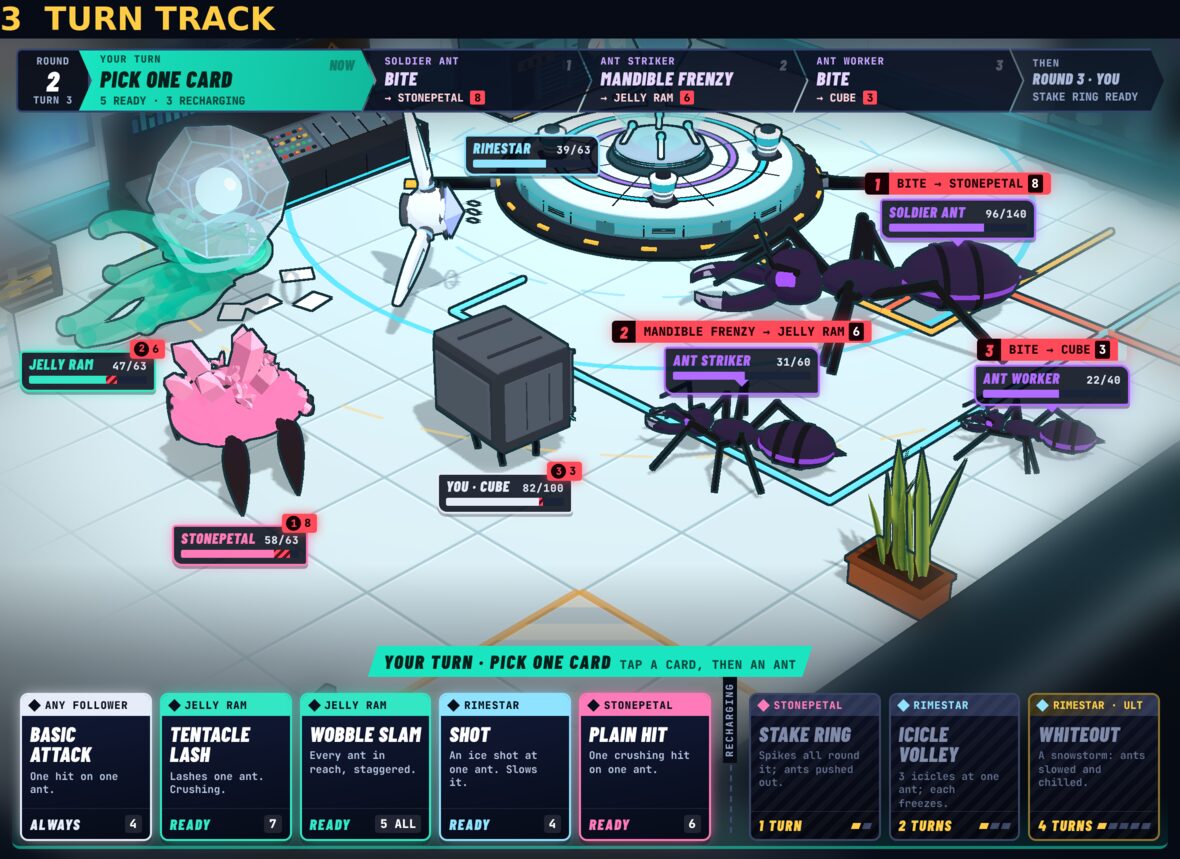 3 TURN TRACK
ROUND
2
TURN 3
YOUR TURN
PICK ONE CARD
5 READY · 3 RECHARGING
NOW
SOLDIER ANT
BITE
→ STONEPETAL 8
1
ANT STRIKER
MANDIBLE FRENZY
→ JELLY RAM 6
2
ANT WORKER
BITE
→ CUBE 3
3
THEN
ROUND 3 · YOU
STAKE RING READY
RIMESTAR 39/63
1 BITE → STONEPETAL 8
SOLDIER ANT 96/140
2 MANDIBLE FRENZY → JELLY RAM 6
ANT STRIKER 31/60
3 BITE → CUBE 3
ANT WORKER 22/40
2 6
JELLY RAM 47/63
3 3
YOU · CUBE 82/100
1 8
STONEPETAL 58/63
YOUR TURN · PICK ONE CARD TAP A CARD, THEN AN ANT
ANY FOLLOWER
BASIC
ATTACK
One hit on one
ant.
ALWAYS 4
JELLY RAM
TENTACLE
LASH
Lashes one ant.
Crushing.
READY 7
JELLY RAM
WOBBLE SLAM
Every ant in
reach, staggered.
READY 5 ALL
RIMESTAR
SHOT
An ice shot at
one ant. Slows
it.
READY 4
STONEPETAL
PLAIN HIT
One crushing hit
on one ant.
READY 6
RECHARGING
STONEPETAL
STAKE RING
Spikes all round
it; ants pushed
out.
1 TURN
RIMESTAR
ICICLE
VOLLEY
3 icicles at one
ant; each
freezes.
2 TURNS
RIMESTAR · ULT
WHITEOUT
A snowstorm: ants
slowed and
chilled.
4 TURNS